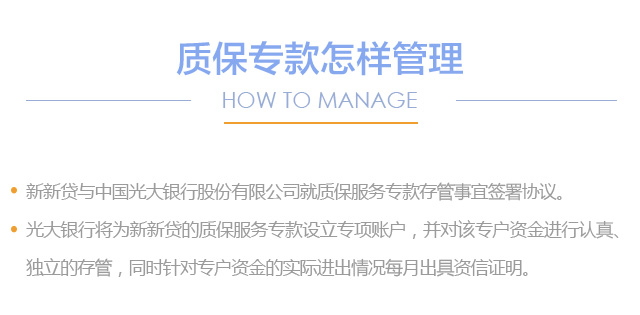 质保专款怎样管理
HOW TO MANAGE
新新贷与中国光大银行股份有限公司就质保服务专款存管事宜签署协议。
光大银行将为新新贷的质保服务专款设立专项账户，并对该专户资金进行认真、
独立的存管，同时针对专户资金的实际进出情况每月出具资信证明。